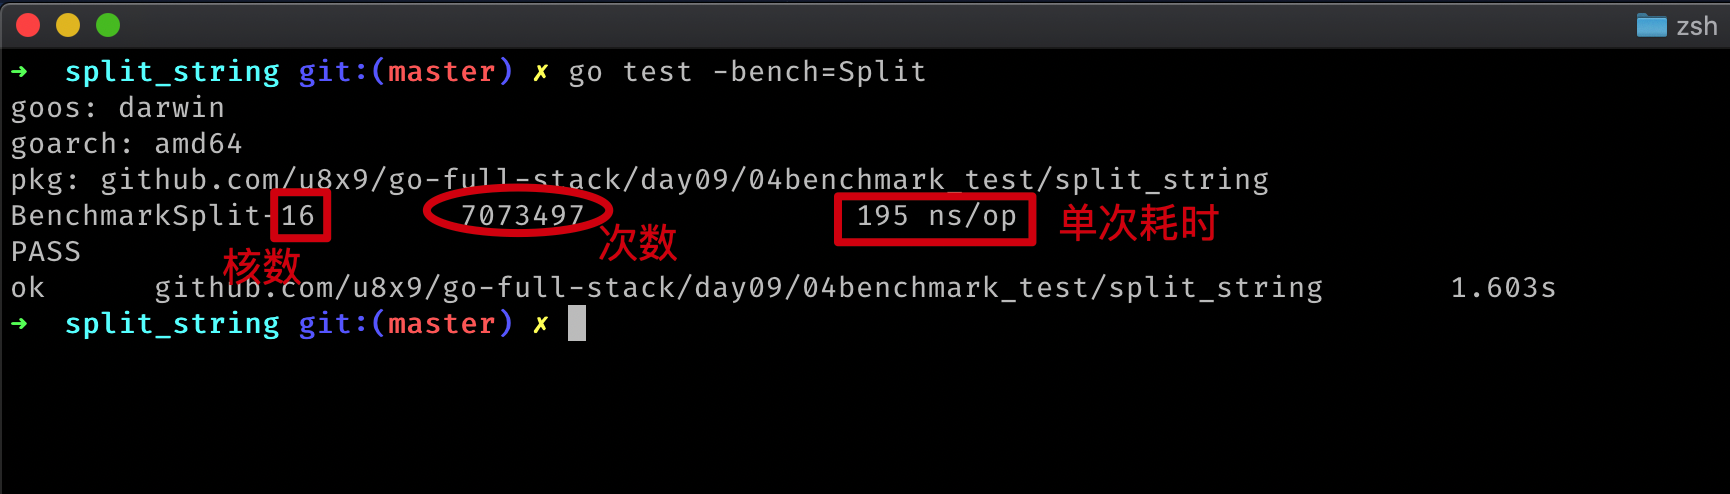 zsh
➜ split_string git:(master) ✗ go test -bench=Split
goos: darwin
goarch: amd64
pkg: github.com/u8x9/go-full-stack/day09/04benchmark_test/split_string
BenchmarkSplit-16 7073497 195 ns/op 单次耗时
次数
PASS
核数
ok github.com/u8x9/go-full-stack/day09/04benchmark_test/split_string 1.603s
➜ split_string git:(master) ✗